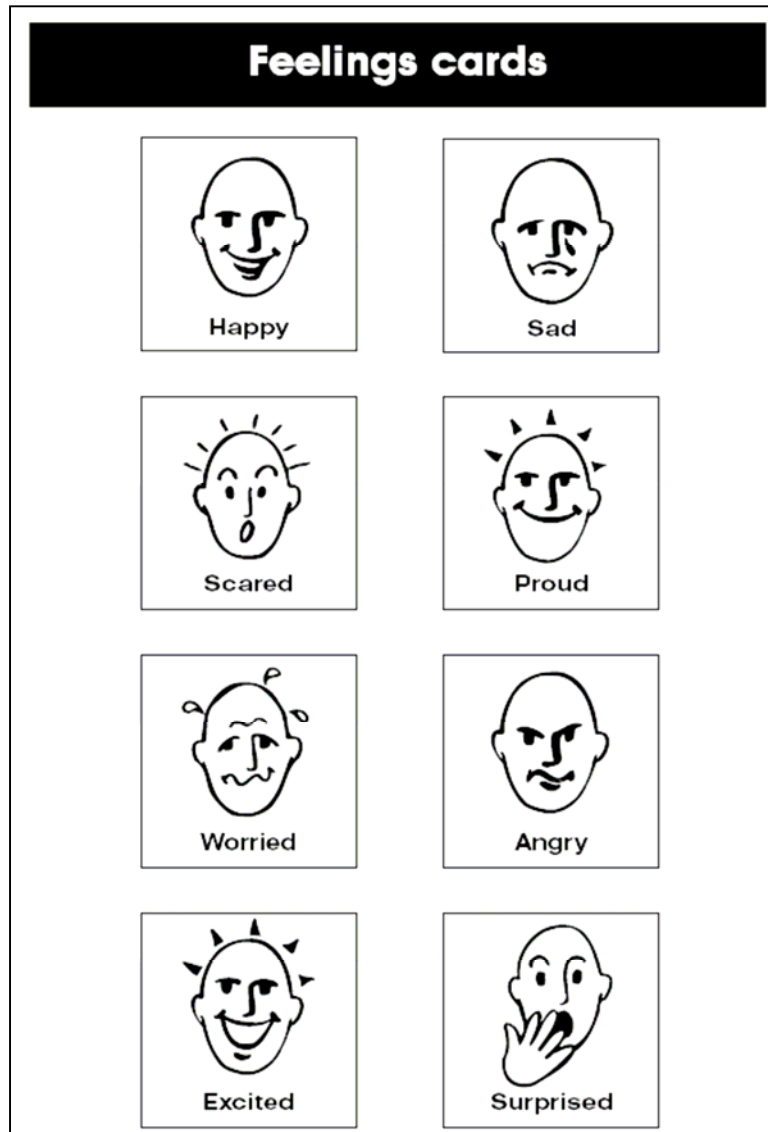 Feelings cards
Happy
Sad
Scared
Proud
Worried
Angry
Excited
Surprised